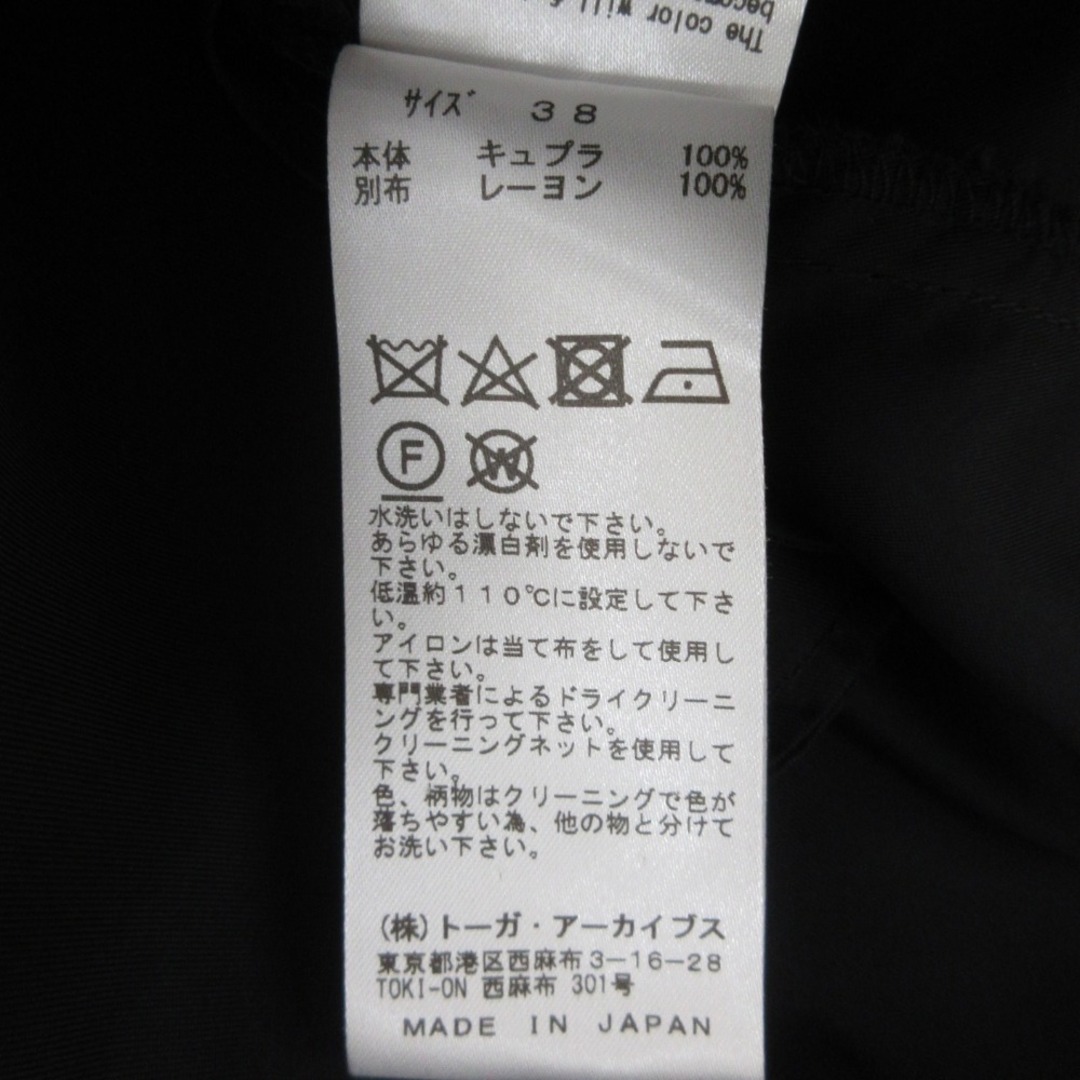 The color will f
becom
サイズ 38
本体 キュプラ 100%
別布 レーヨン 100%
F
W
水洗いはしないで下さい。
あらゆる漂白剤を使用しないで
下さい。
低温約110℃に設定して下さ
い。
アイロンは当て布をして使用し
て下さい。
専門業者によるドライクリーニ
ングを行って下さい。
クリーニングネットを使用して
下さい。
色、柄物はクリーニングで色が
落ちやすい為、他の物と分けて
お洗い下さい。
(株)トーガ・アーカイブス
東京都港区西麻布3-16-28
TOKI-ON 西麻布 301号
MADE IN JAPAN